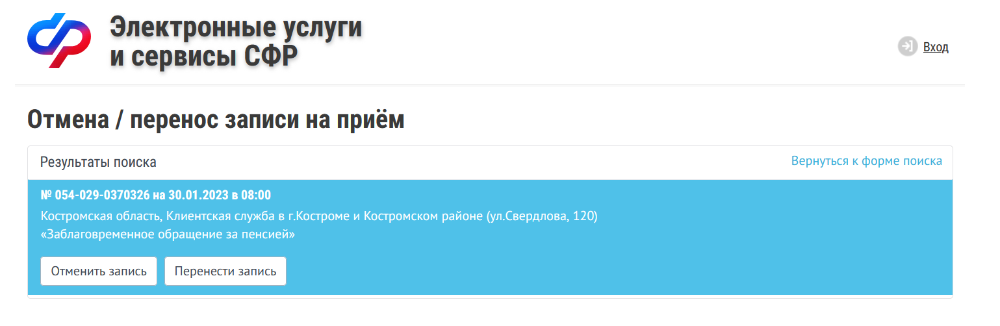 Электронные услуги
и сервисы СФР
Вход
Отмена / перенос записи на приём
Результаты поиска
Вернуться к форме поиска
№ 054-029-0370326 на 30.01.2023 в 08:00
Костромская область, Клиентская служба в г.Костроме и Костромском районе (ул.Свердлова, 120)
«Заблаговременное обращение за пенсией»
Отменить запись
Перенести запись